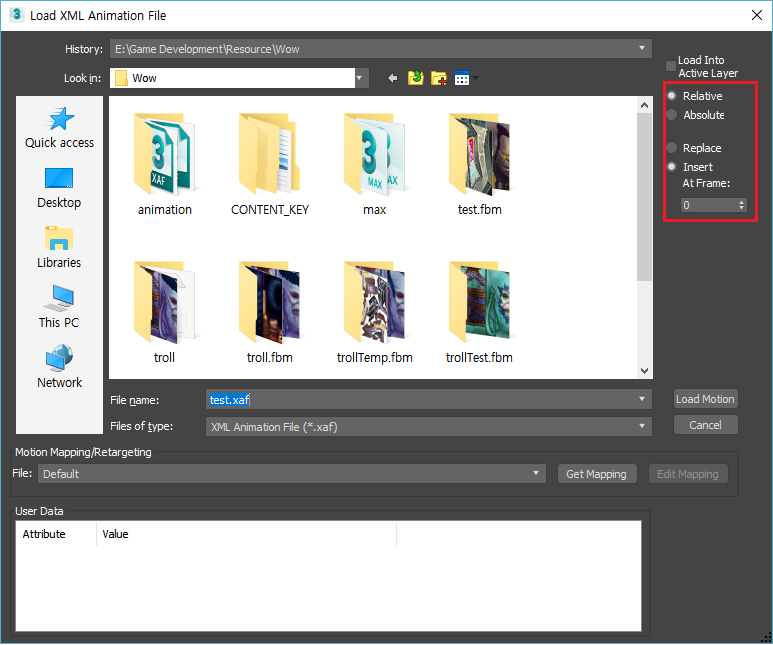 Load XML Animation File
History:
E:\Game Development\Resource\Wow
Look in:
Wow
Load Into
Active Layer
Relative
Absolute
Replace
Insert
At Frame:
0
Quick access
Desktop
Libraries
This PC
Network
3
XAF
3
MAX
AX
animation
CONTENT_KEY
max
test.fbm
troll
troll.fbm
trollTemp.fbm
trollTest.fbm
File name:
test.xaf
Load Motion
Files of type:
XML Animation File (*.xaf)
Cancel
Motion Mapping/Retargeting
File:
Default
Get Mapping
Edit Mapping
User Data
Attribute
Value